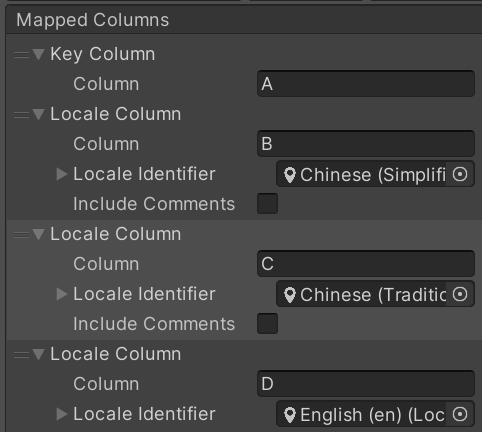 Mapped Columns
Key Column
Column A
Locale Column
Column B
Locale Identifier Chinese (Simplifi
Include Comments
Locale Column
Column C
Locale Identifier Chinese (Traditic
Include Comments
Locale Column
Column D
Locale Identifier English (en) (Loc